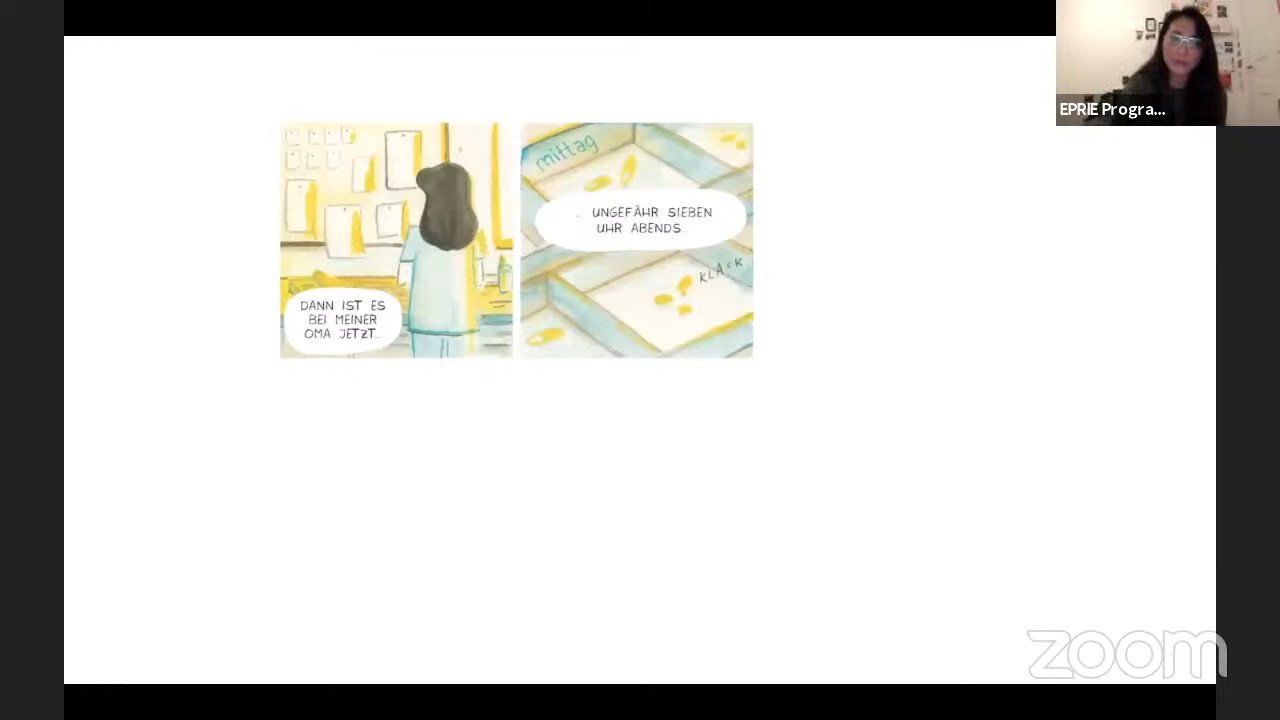 EPRIE Progra...
mittag
.. UNGEFÄHR SIEBEN
UHR ABENDS..
KLACK
DANN IST ES
BEI MEINER
OMA JETZT..
zoom